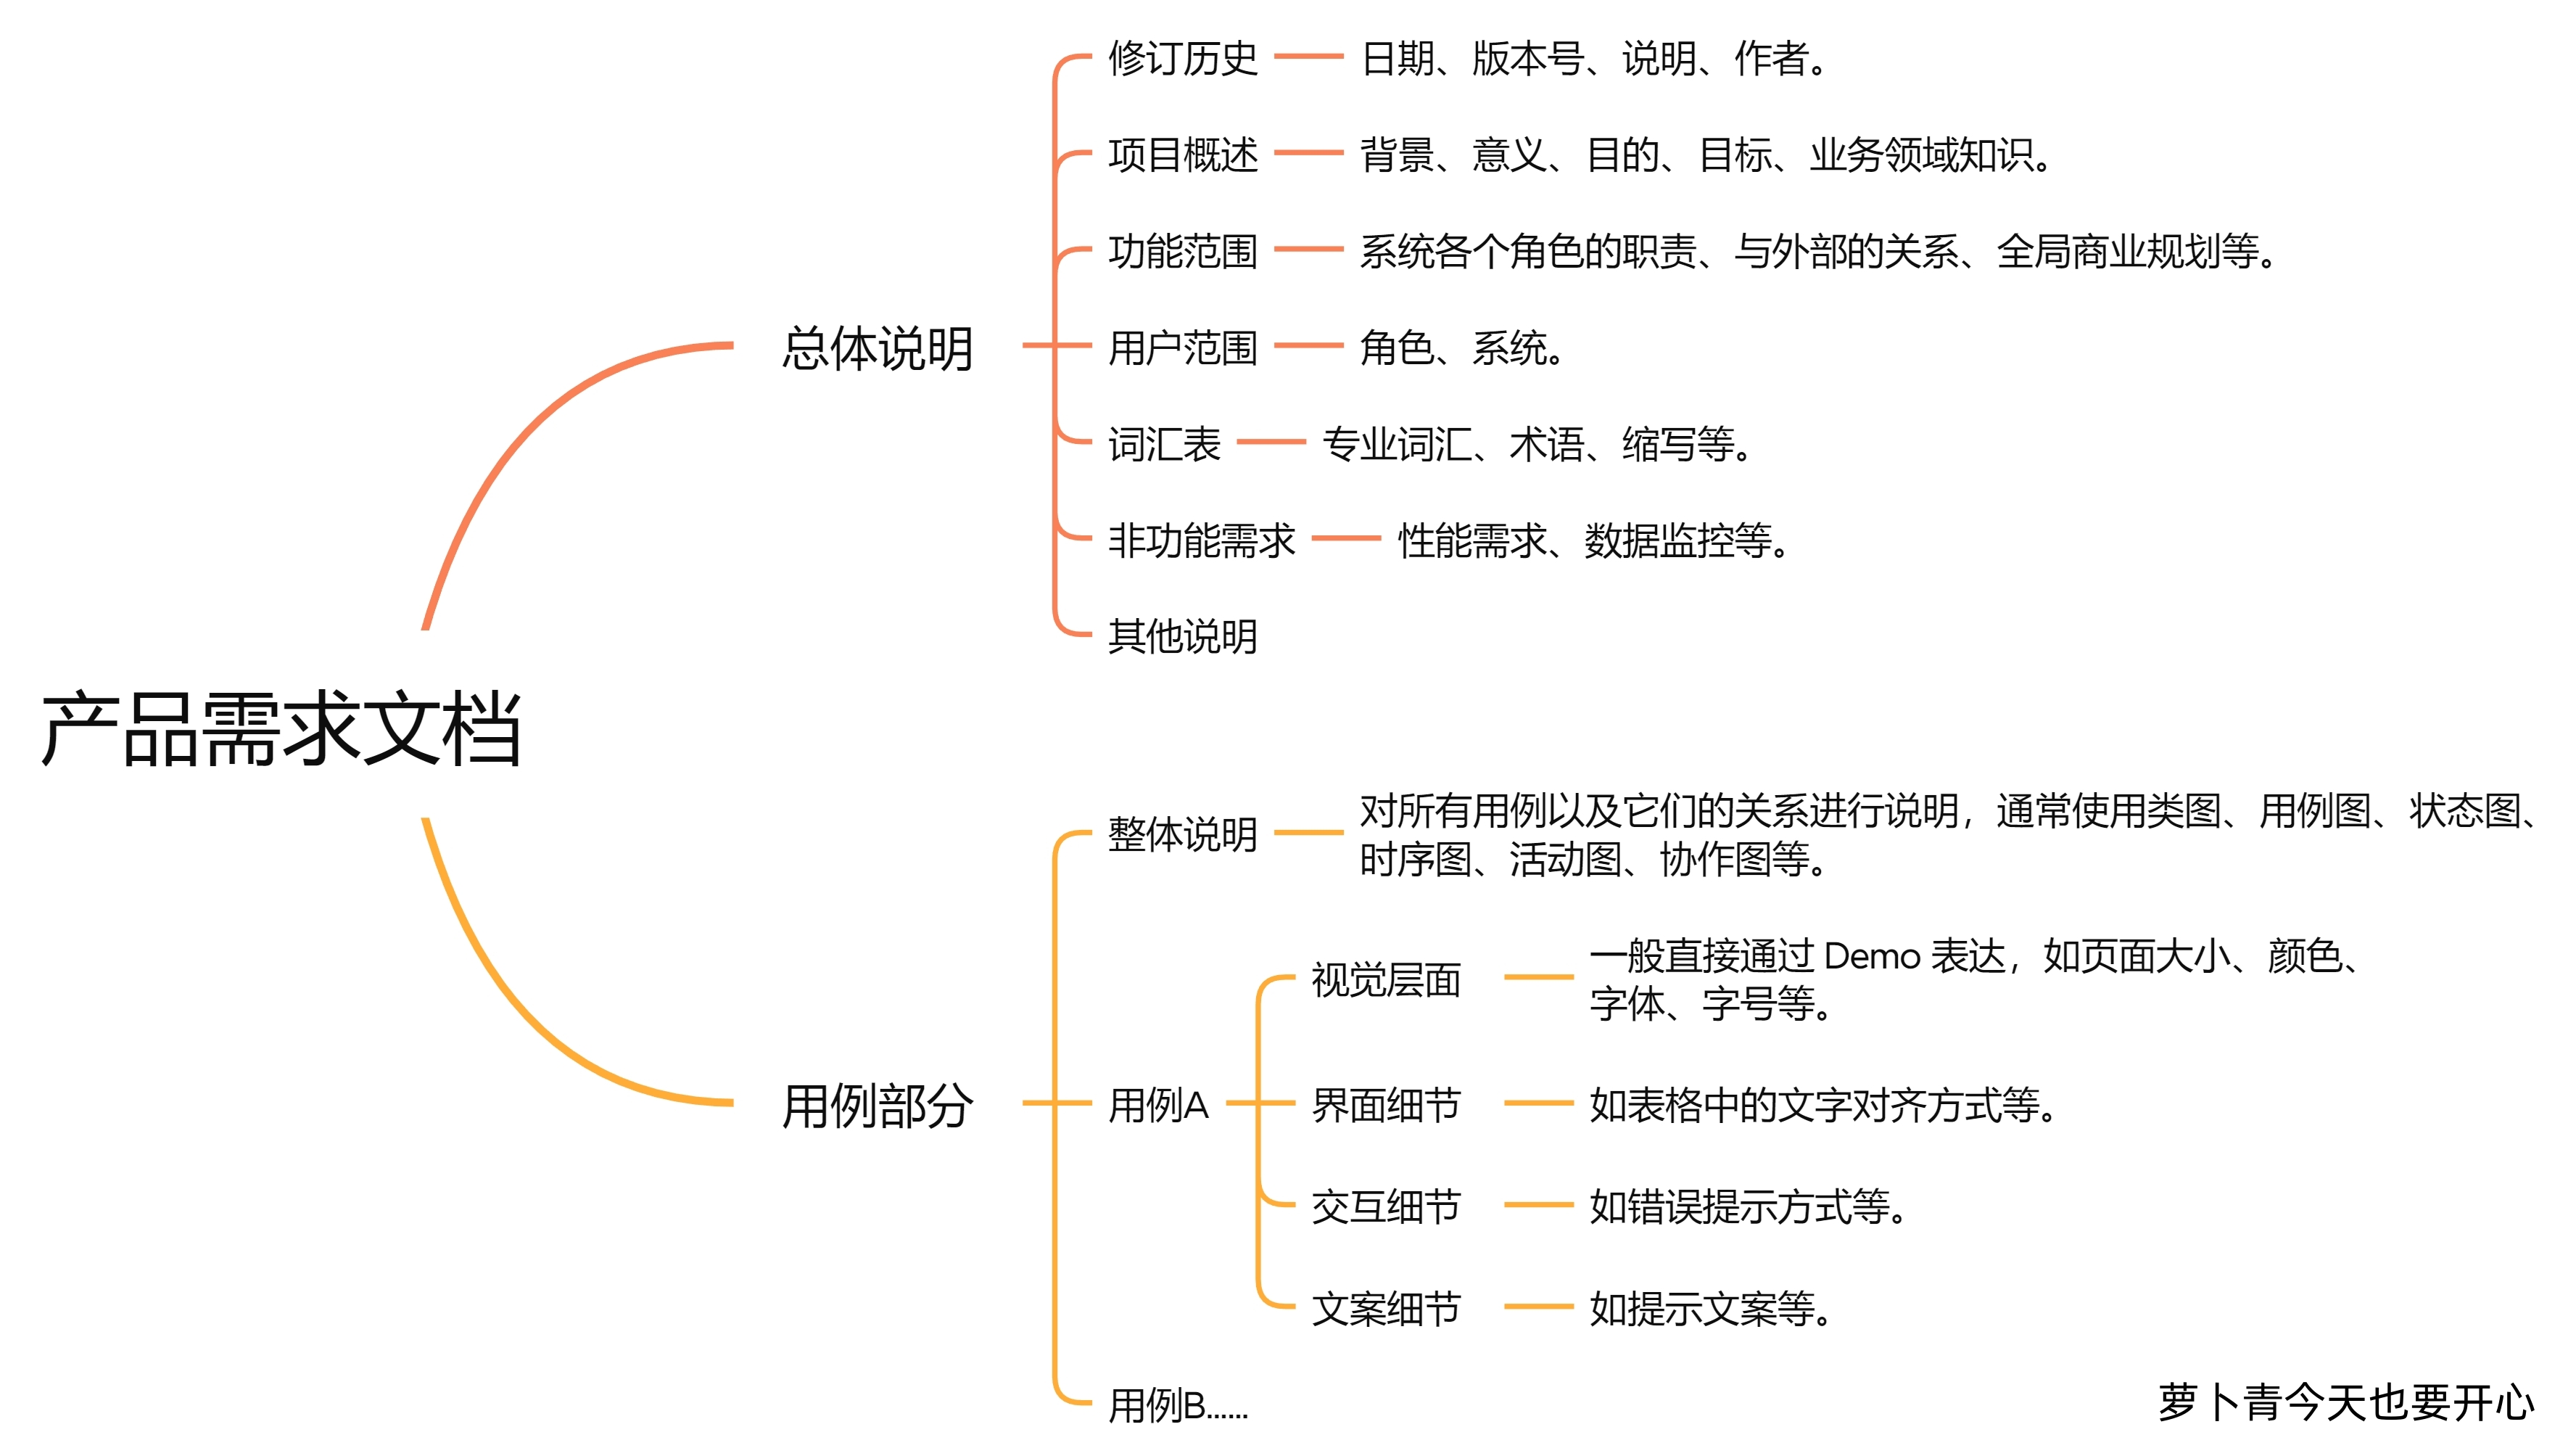 修订历史
日期、版本号、说明、作者。
项目概述
背景、意义、目的、目标、业务领域知识。
功能范围
系统各个角色的职责、与外部的关系、全局商业规划等。
总体说明
用户范围
角色、系统。
词汇表
专业词汇、术语、缩写等。
非功能需求
性能需求、数据监控等。
其他说明
产品需求文档
整体说明
对所有用例以及它们的关系进行说明，通常使用类图、用例图、状态图、
时序图、活动图、协作图等。
视觉层面
一般直接通过 Demo 表达，如页面大小、颜色、
字体、字号等。
用例部分
用例A
界面细节
如表格中的文字对齐方式等。
交互细节
如错误提示方式等。
文案细节
如提示文案等。
用例B......
萝卜青今天也要开心